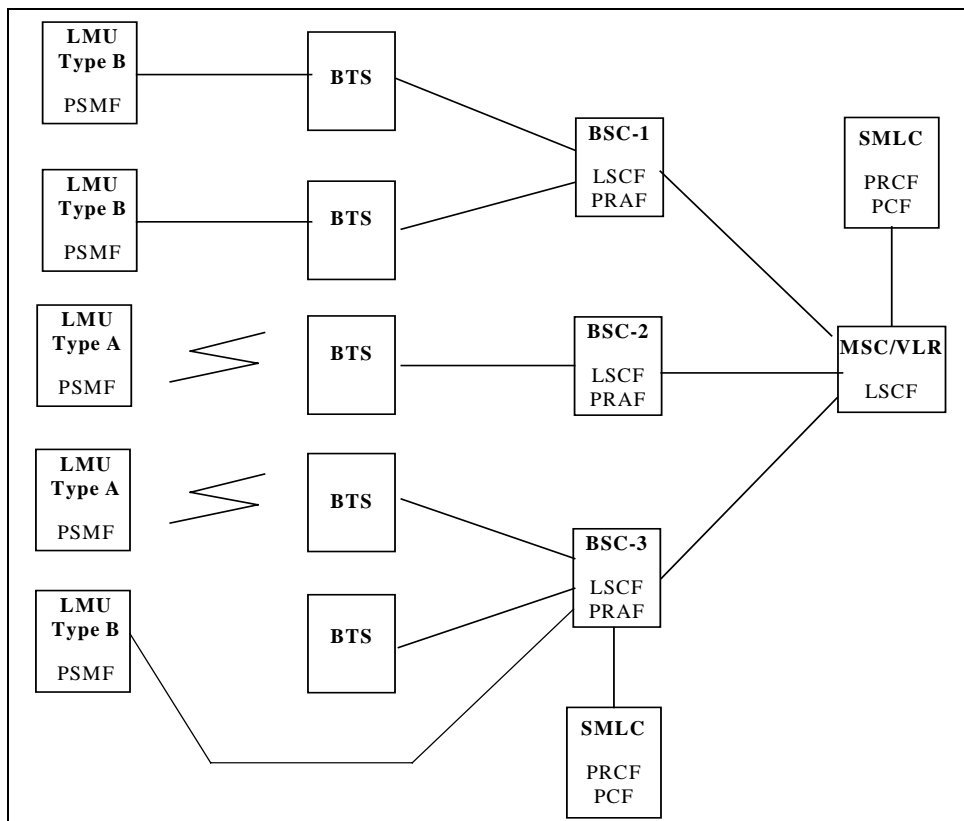 LMU
Type B
PSMF
BTS
BSC-1
LSCF
PRAF
SMLC
PRCF
PCF
LMU
Type B
PSMF
BTS
LMU
Type A
PSMF
BTS
BSC-2
LSCF
PRAF
MSC/VLR
LSCF
LMU
Type A
PSMF
BTS
BSC-3
LSCF
PRAF
LMU
Type B
PSMF
BTS
SMLC
PRCF
PCF